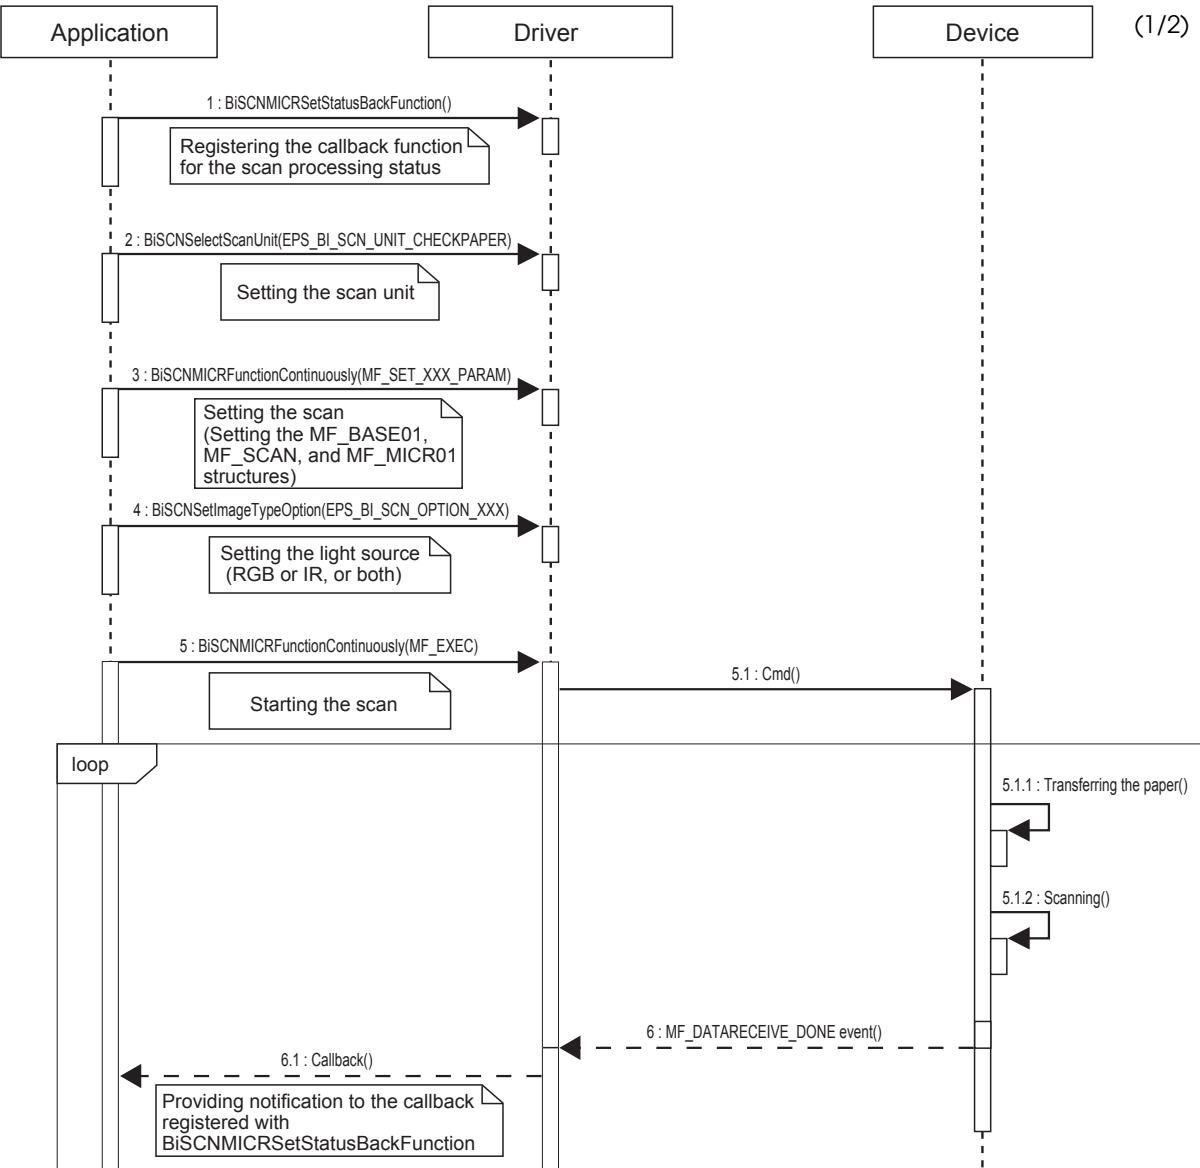 Application
Driver
Device
(1/2)
1 : BiSCNMICRSetStatusBackFunction()
Registering the callback function
for the scan processing status
2 : BiSCNSelectScanUnit(EPS_BI_SCN_UNIT_CHECKPAPER)
Setting the scan unit
3 : BiSCNMICRFunctionContinuously(MF_SET_XXX_PARAM)
Setting the scan
(Setting the MF_BASE01,
MF_SCAN, and MF_MICR01
structures)
4 : BiSCNSetImageTypeOption(EPS_BI_SCN_OPTION_XXX)
Setting the light source
(RGB or IR, or both)
5 : BiSCNMICRFunctionContinuously(MF_EXEC)
5.1 : Cmd()
Starting the scan
loop
5.1.1 : Transferring the paper()
5.1.2 : Scanning()
6 : MF_DATARECEIVE_DONE event()
6.1 : Callback()
Providing notification to the callback
registered with
BiSCNMICRSetStatusBackFunction